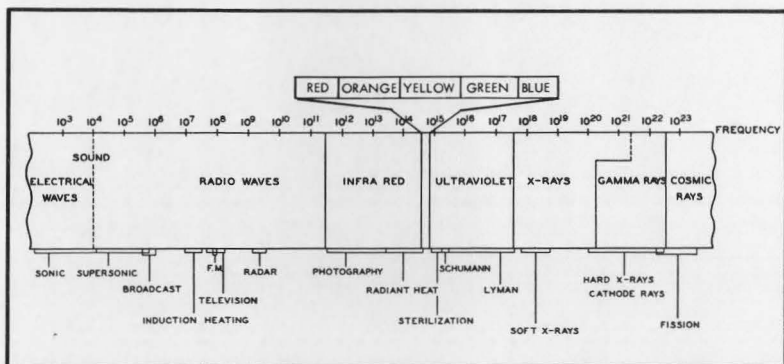 RED ORANGE YELLOW GREEN BLUE
10³ 10⁴ 10⁵ 10⁶ 10⁷ 10⁸ 10⁹ 10¹⁰ 10¹¹ 10¹² 10¹³ 10¹⁴ 10¹⁵ 10¹⁶ 10¹⁷ 10¹⁸ 10¹⁹ 10²⁰ 10²¹ 10²² 10²³ FREQUENCY
SOUND
ELECTRICAL WAVES
RADIO WAVES
INFRA RED
ULTRAVIOLET
X-RAYS
GAMMA RAYS
COSMIC RAYS
SONIC
SUPERSONIC
BROADCAST
INDUCTION HEATING
F.M.
TELEVISION
RADAR
PHOTOGRAPHY
RADIANT HEAT
STERILIZATION
SCHUMANN
LYMAN
SOFT X-RAYS
HARD X-RAYS
CATHODE RAYS
FISSION